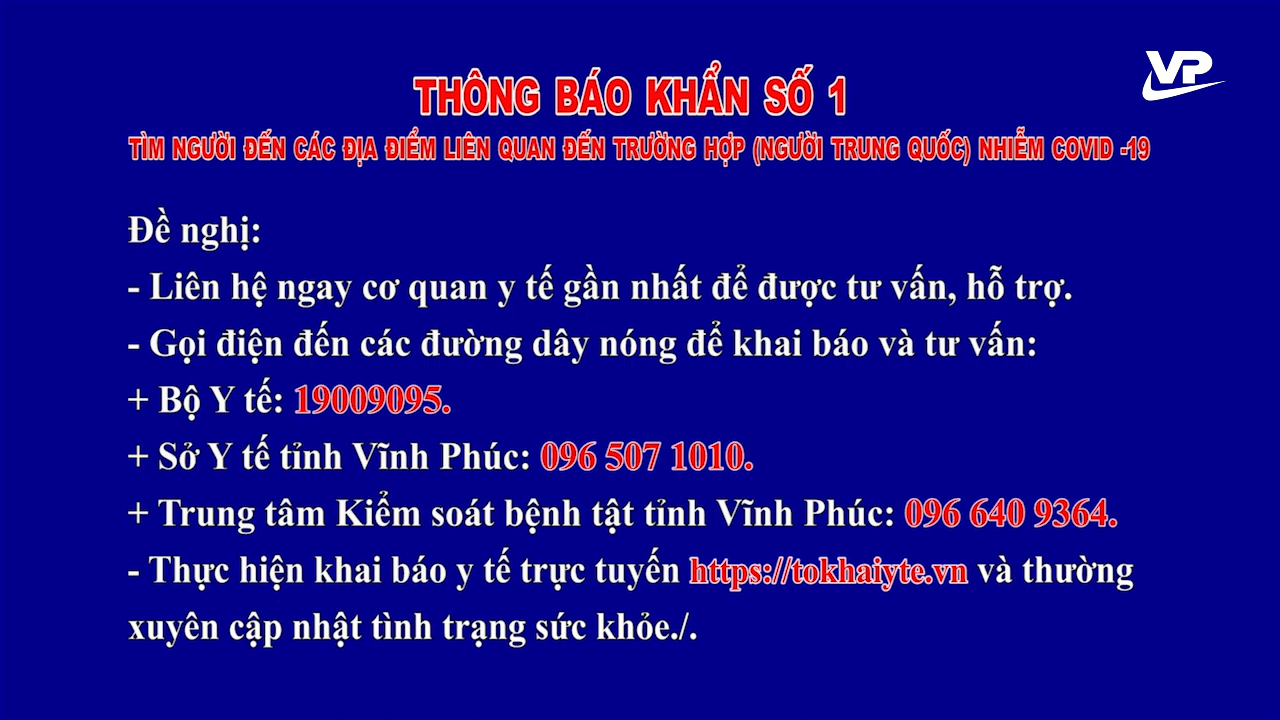 VP
THÔNG BÁO KHẨN SỐ 1
TÌM NGƯỜI ĐẾN CÁC ĐỊA ĐIỂM LIÊN QUAN ĐẾN TRƯỜNG HỢP (NGƯỜI TRUNG QUỐC) NHIỄM COVID -19
Đề nghị:
- Liên hệ ngay cơ quan y tế gần nhất để được tư vấn, hỗ trợ.
- Gọi điện đến các đường dây nóng để khai báo và tư vấn:
+ Bộ Y tế: 19009095.
+ Sở Y tế tỉnh Vĩnh Phúc: 096 507 1010.
+ Trung tâm Kiểm soát bệnh tật tỉnh Vĩnh Phúc: 096 640 9364.
- Thực hiện khai báo y tế trực tuyến https://tokhaiyte.vn và thường
xuyên cập nhật tình trạng sức khỏe./.